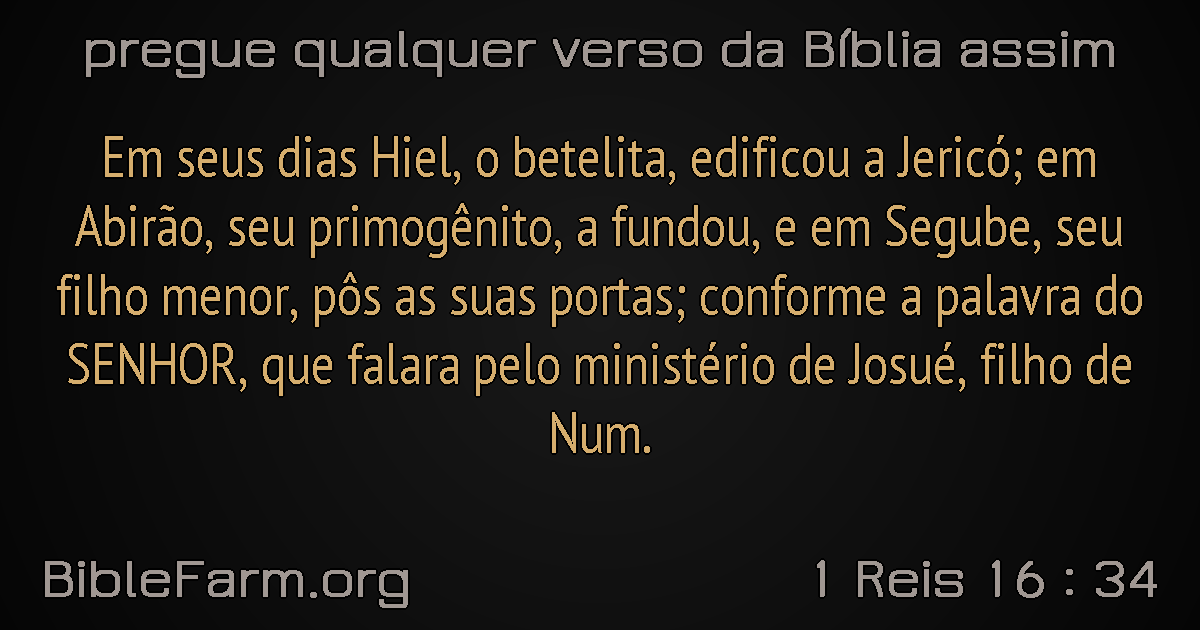 pregue qualquer verso da Bíblia assim
Em seus dias Hiel, o betelita, edificou a Jericó; em
Abirão, seu primogênito, a fundou, e em Segube, seu
filho menor, pôs as suas portas; conforme a palavra do
SENHOR, que falara pelo ministério de Josué, filho de
Num.
BibleFarm.org
1 Reis 16 : 34